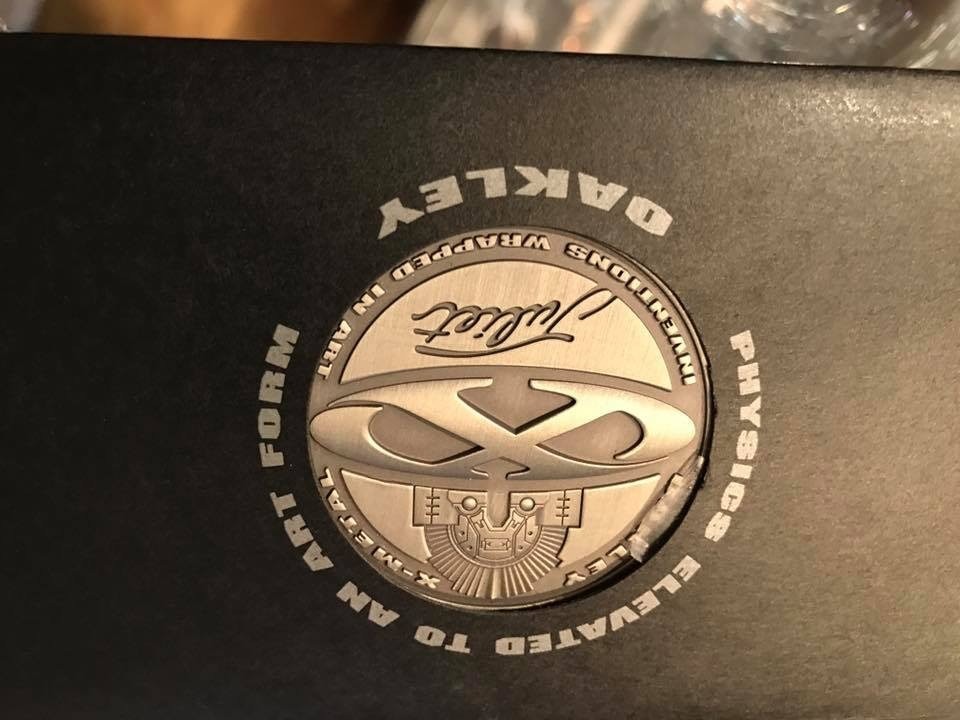 OAKLEY
PHYSICS ELEVATED TO AN ART FORM
INVENTIONS WRAPPED IN ART
Juliet
X-METAL